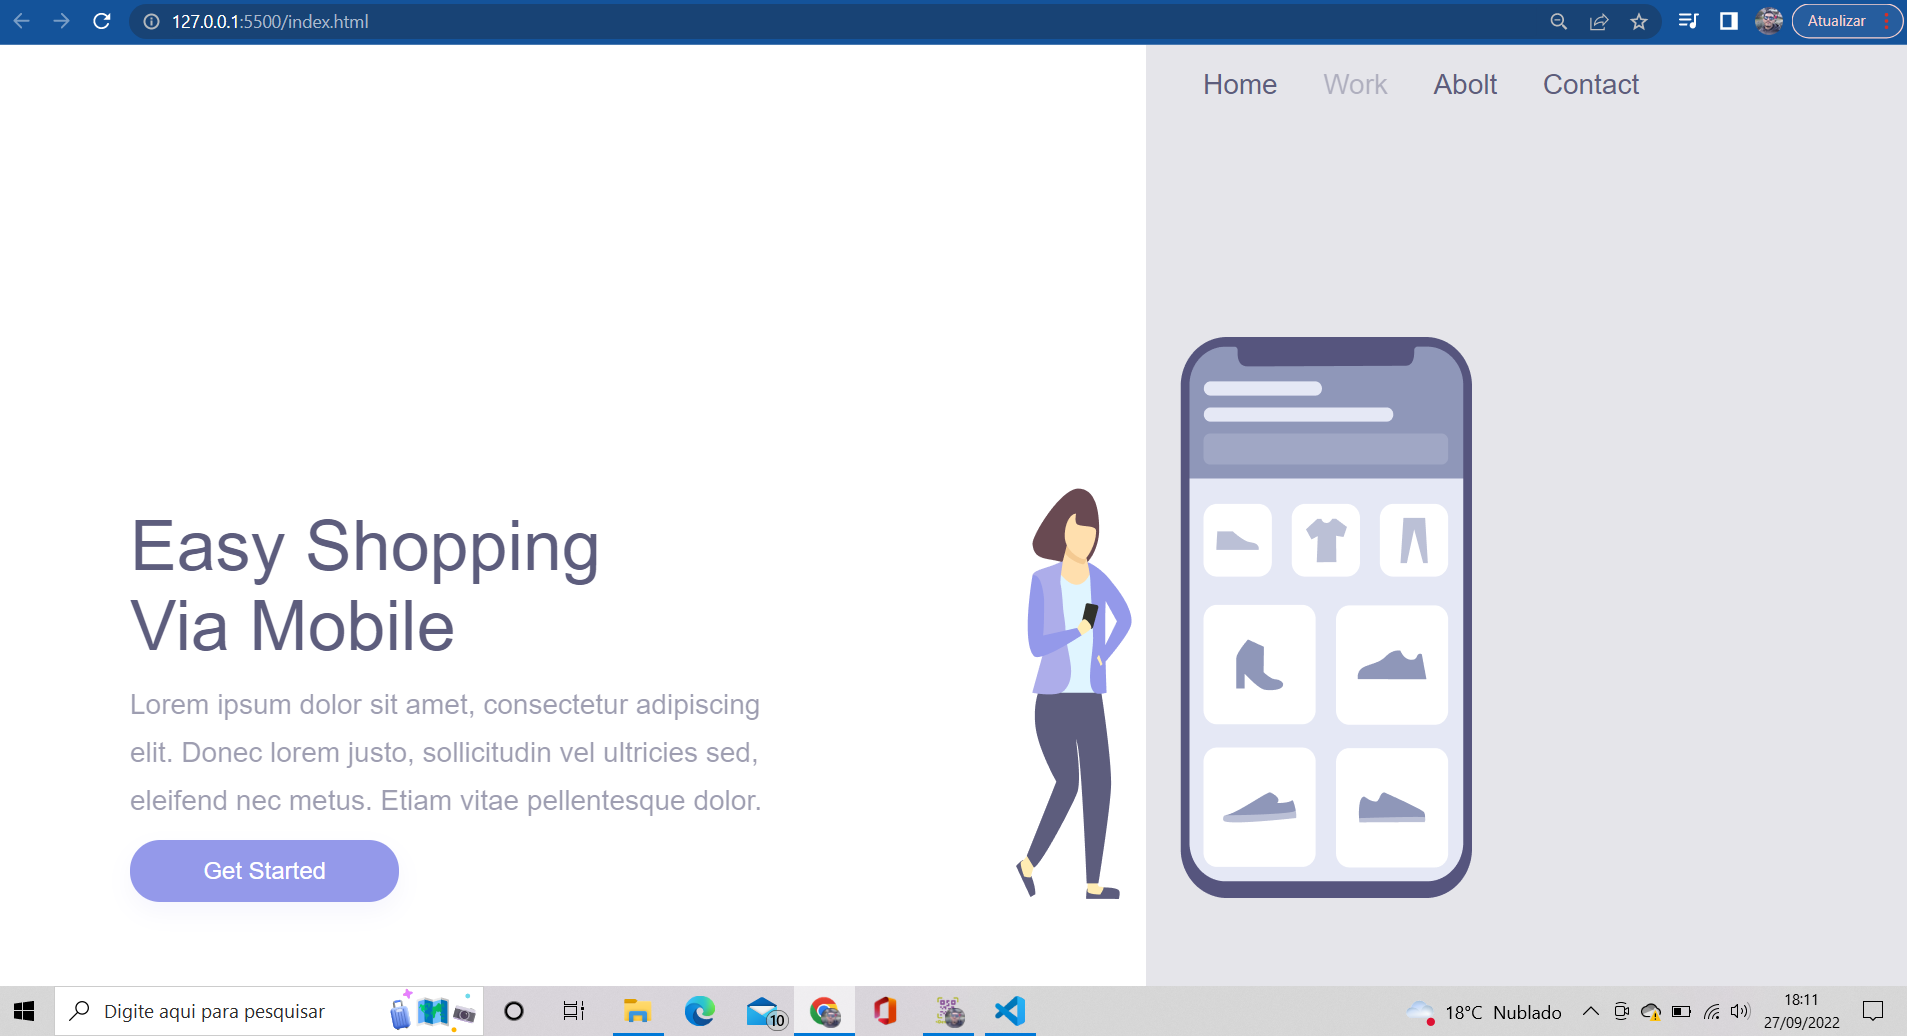 127.0.0.1:5500/index.html
Atualizar
Home Work Abolt Contact
Easy Shopping
Via Mobile
Lorem ipsum dolor sit amet, consectetur adipiscing
elit. Donec lorem justo, sollicitudin vel ultricies sed,
eleifend nec metus. Etiam vitae pellentesque dolor.
Get Started
Digite aqui para pesquisar
10
18°C Nublado
18:11
27/09/2022